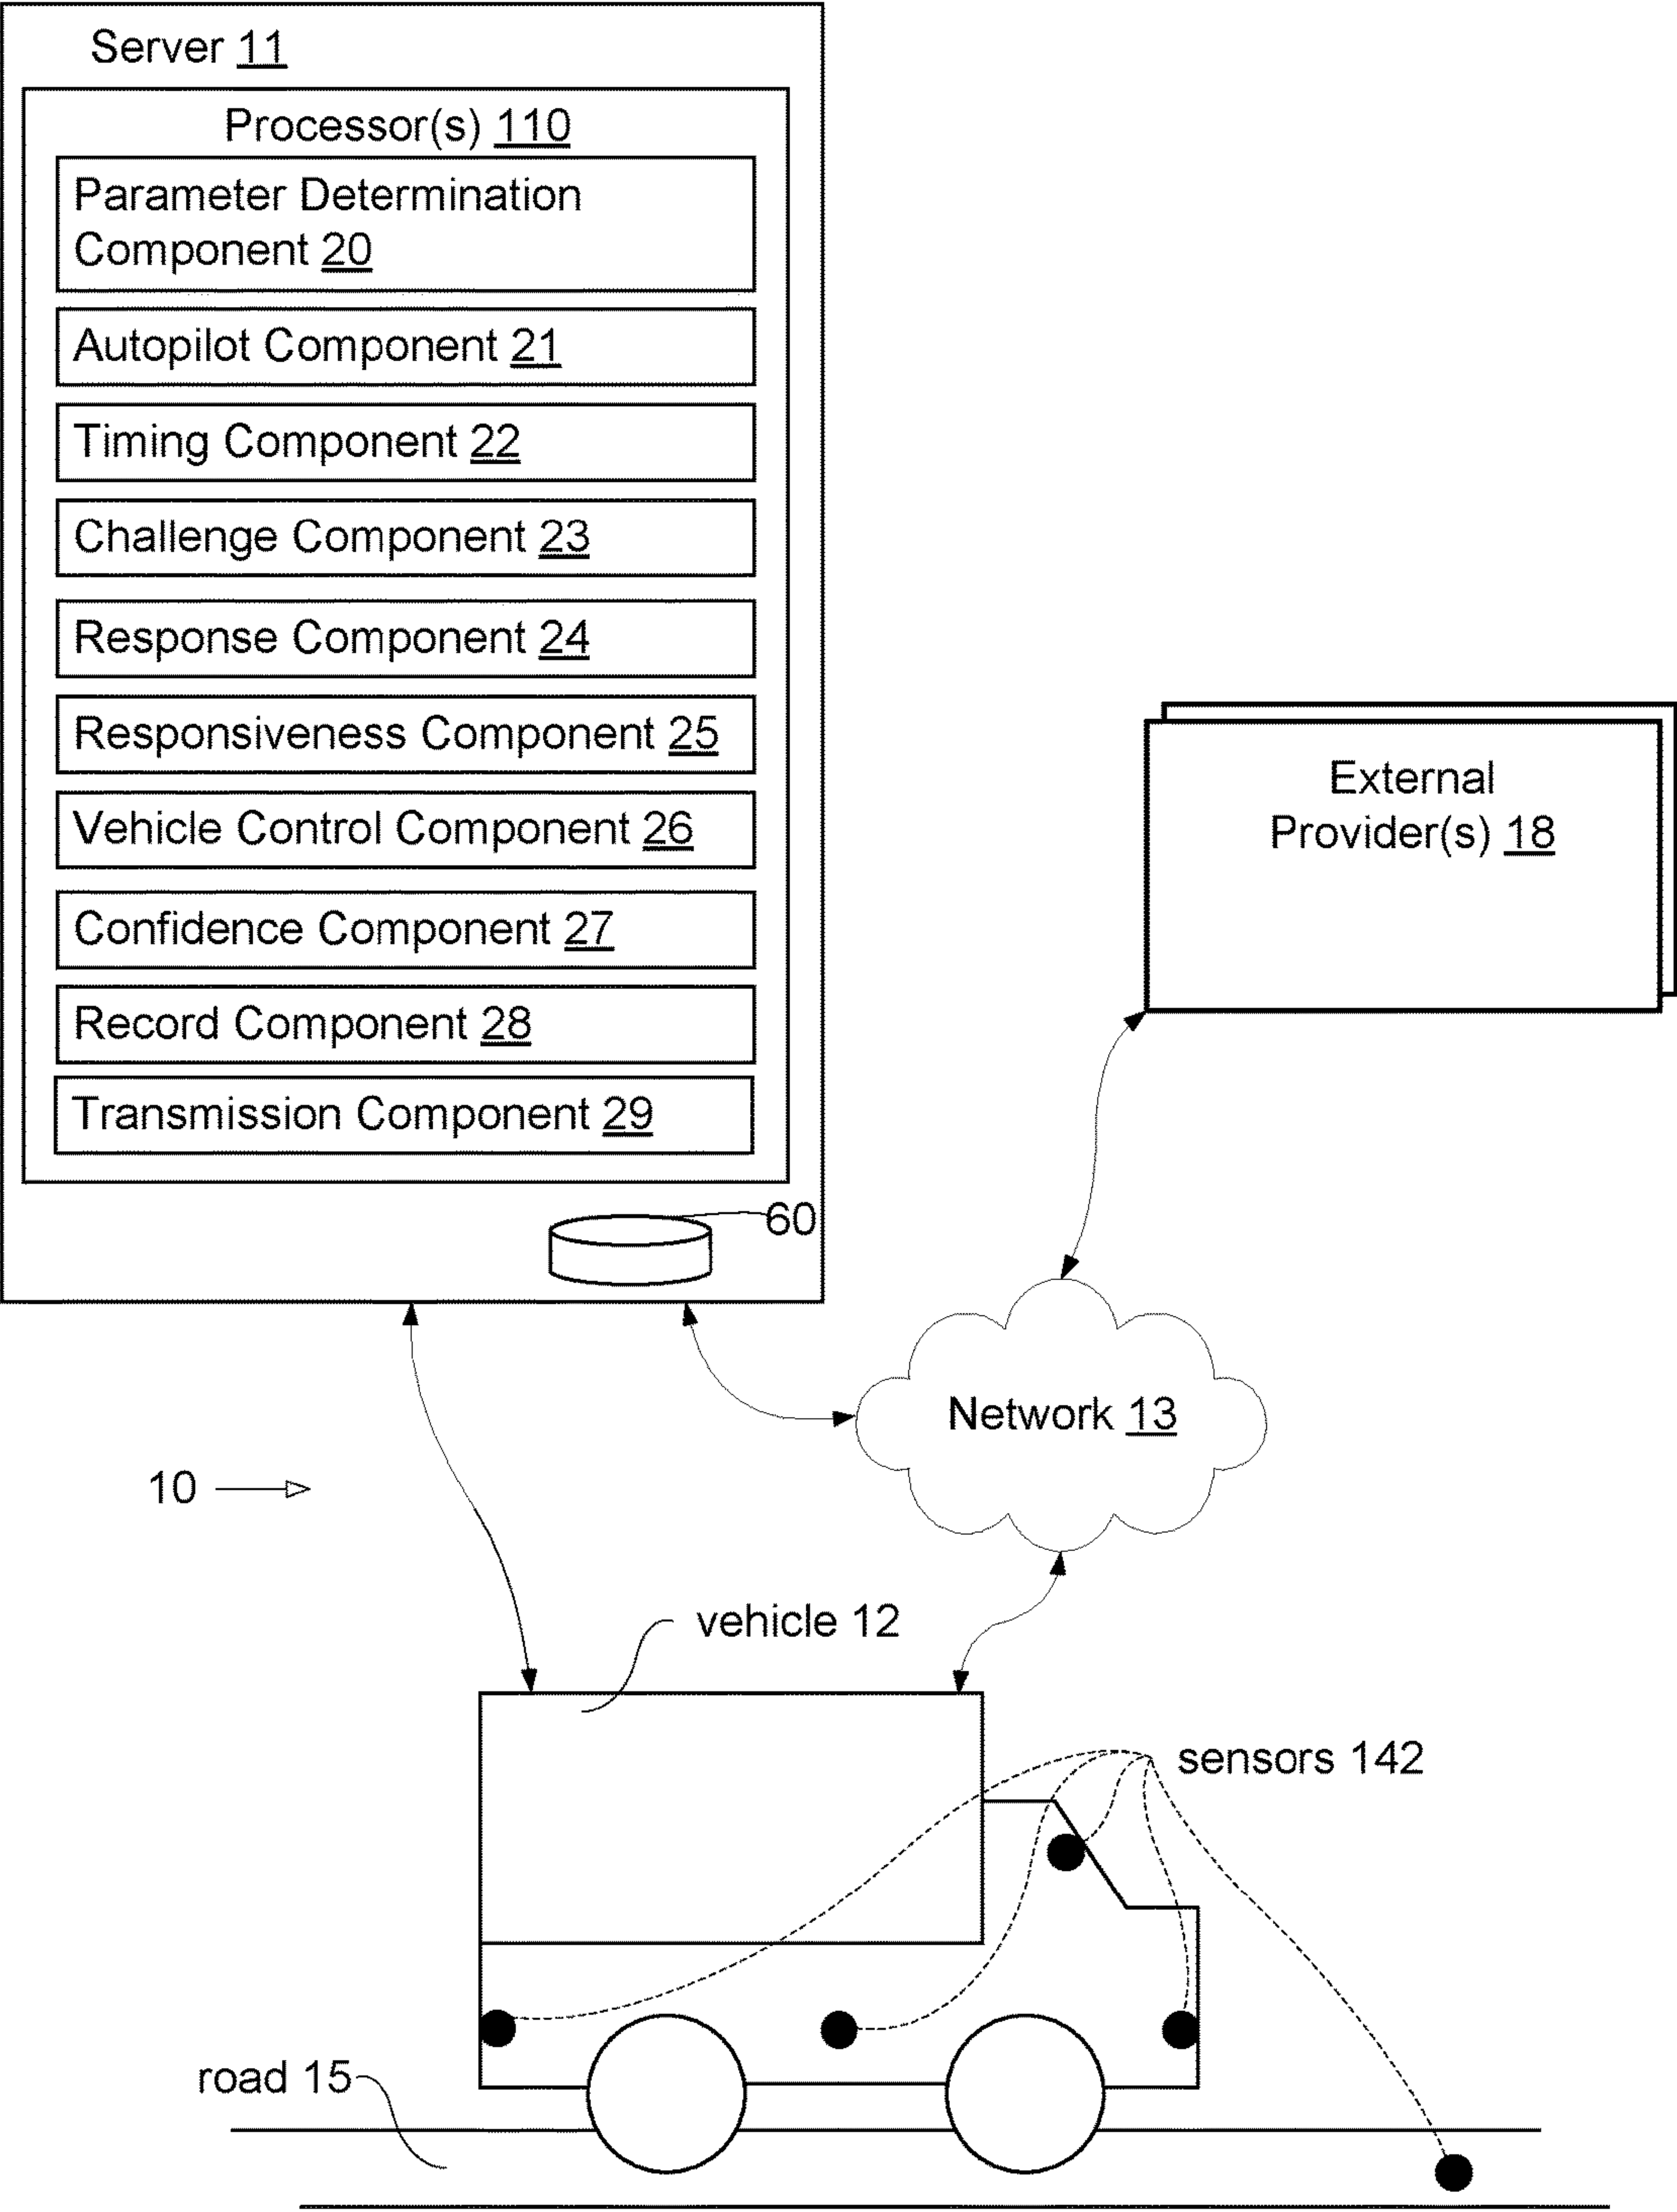 Server 11
Processor(s) 110
Parameter Determination
Component 20
Autopilot Component 21
Timing Component 22
Challenge Component 23
Response Component 24
Responsiveness Component 25
Vehicle Control Component 26
Confidence Component 27
Record Component 28
Transmission Component 29
60
External
Provider(s) 18
Network 13
10
vehicle 12
sensors 142
road 15